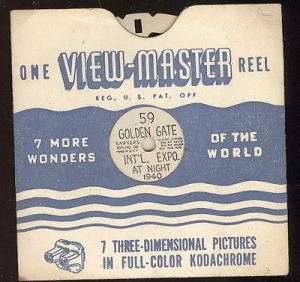 ONE VIEW-MASTER REEL
REG. U. S. PAT. OFF
59
GOLDEN GATE
SAWYER'S
INT'L. EXPO.
AT NIGHT
1940
7 MORE
WONDERS
OF THE
WORLD
7 THREE-DIMENSIONAL PICTURES
IN FULL-COLOR KODACHROME